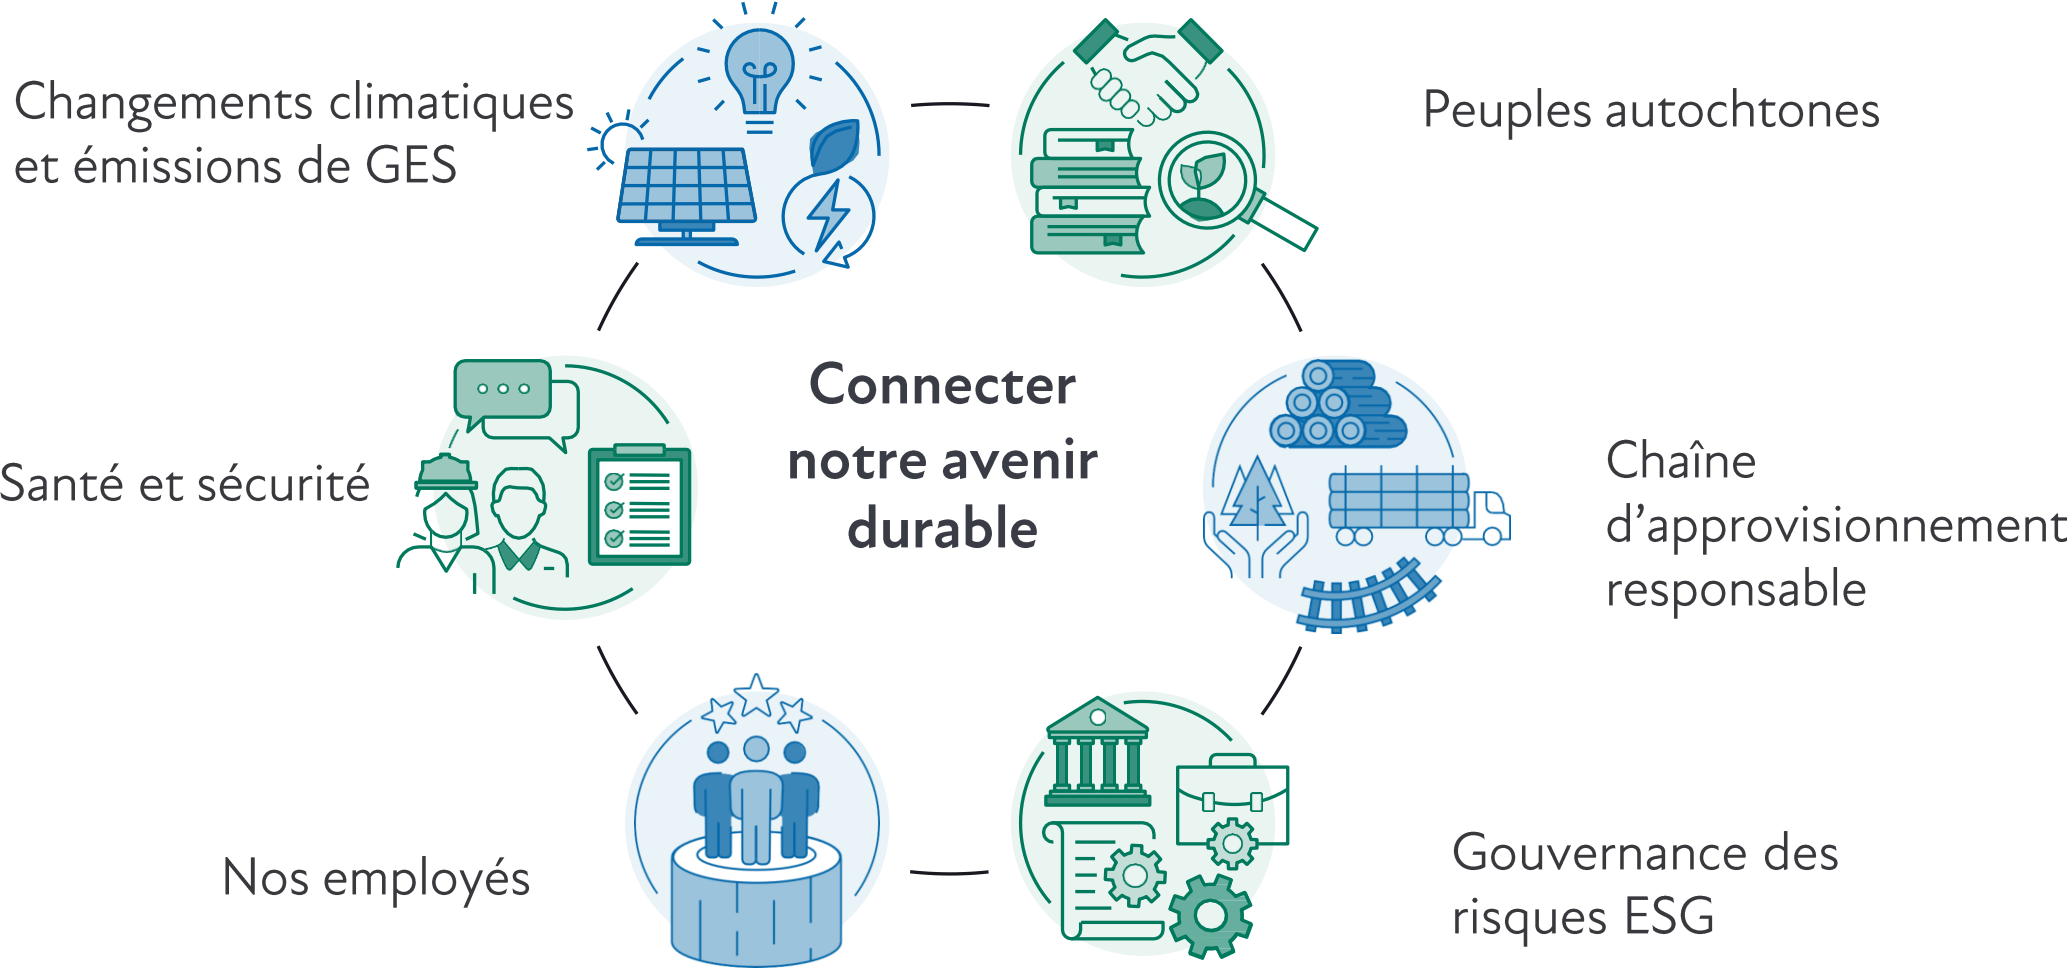 Changements climatiques
et émissions de GES
Peuples autochtones
Connecter
notre avenir
durable
Santé et sécurité
Chaîne
d’approvisionnement
responsable
Nos employés
Gouvernance des
risques ESG